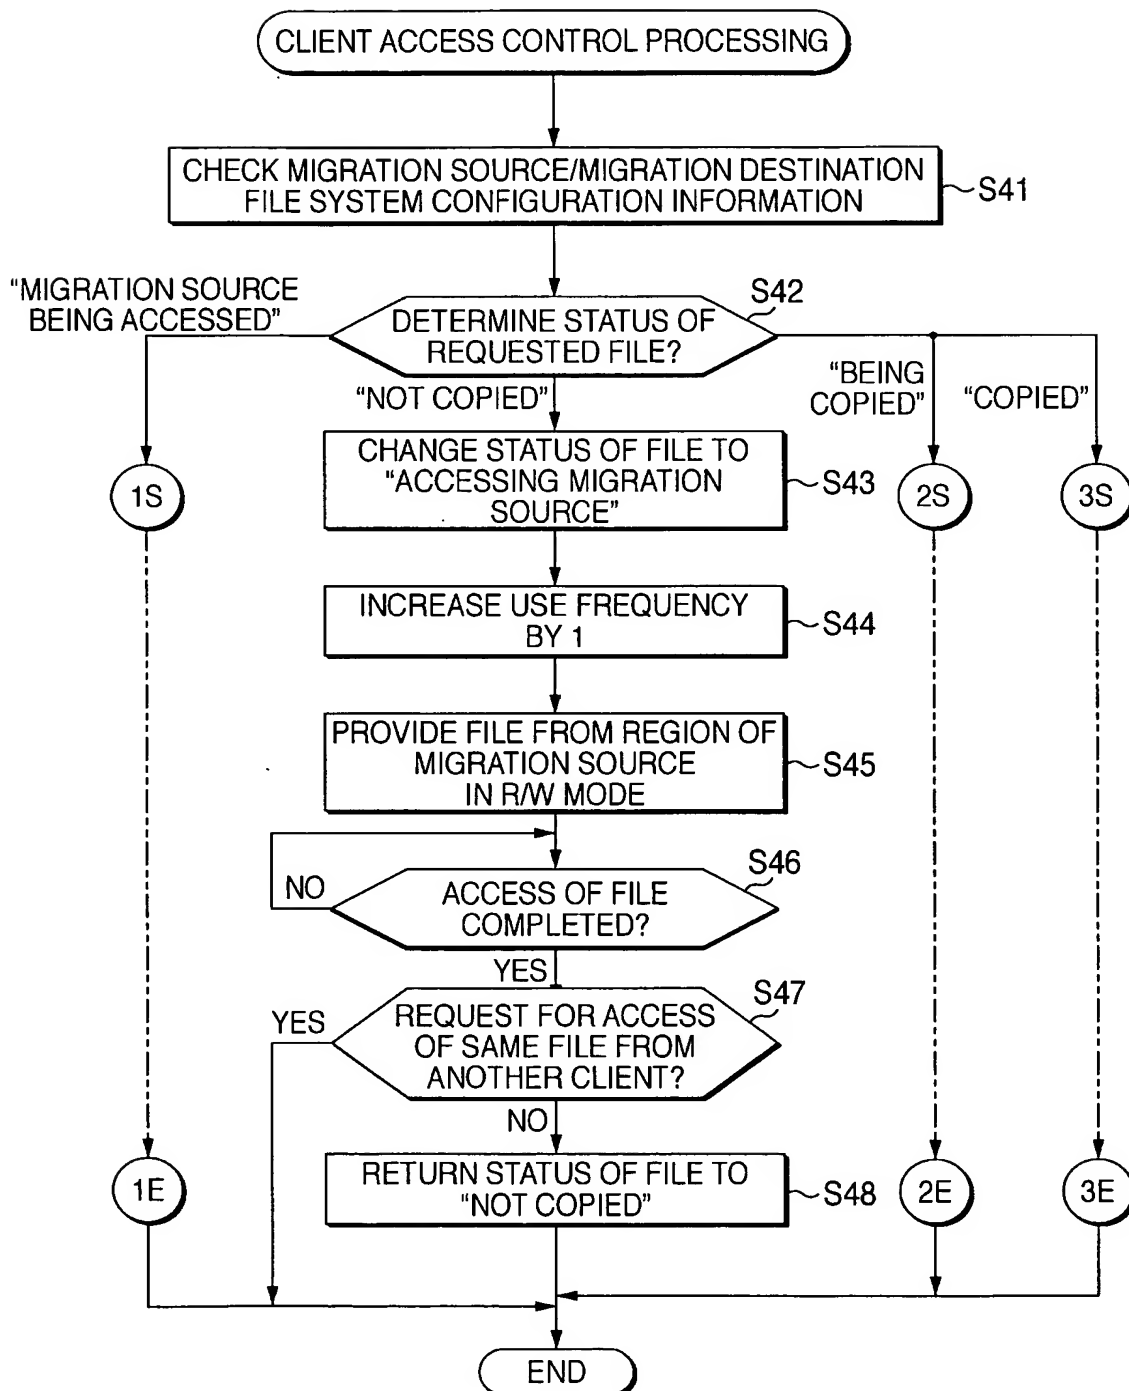 CLIENT ACCESS CONTROL PROCESSING
CHECK MIGRATION SOURCE/MIGRATION DESTINATION
FILE SYSTEM CONFIGURATION INFORMATION
S41
“MIGRATION SOURCE
BEING ACCESSED”
S42
DETERMINE STATUS OF
REQUESTED FILE?
“NOT COPIED”
“BEING
COPIED”
“COPIED”
1S
CHANGE STATUS OF FILE TO
“ACCESSING MIGRATION
SOURCE”
S43
2S
3S
INCREASE USE FREQUENCY
BY 1
S44
PROVIDE FILE FROM REGION OF
MIGRATION SOURCE
IN R/W MODE
S45
NO
S46
ACCESS OF FILE
COMPLETED?
YES
S47
YES
REQUEST FOR ACCESS
OF SAME FILE FROM
ANOTHER CLIENT?
NO
1E
RETURN STATUS OF FILE TO
“NOT COPIED”
S48
2E
3E
END